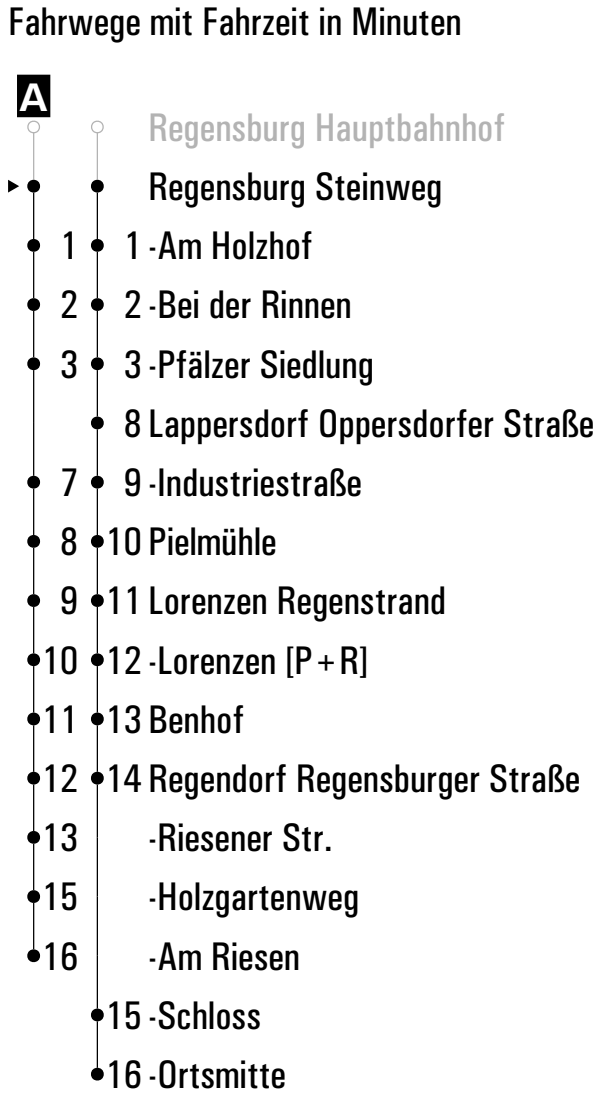 Fahrwege mit Fahrzeit in Minuten
A
Regensburg Hauptbahnhof
Regensburg Steinweg
1 1 -Am Holzhof
2 2 -Bei der Rinnen
3 3 -Pfälzer Siedlung
8 Lappersdorf Oppersdorfer Straße
7 9 -Industriestraße
8 10 Pielmühle
9 11 Lorenzen Regenstrand
10 12 -Lorenzen [P+R]
11 13 Benhof
12 14 Regendorf Regensburger Straße
13 -Riesener Str.
15 -Holzgartenweg
16 -Am Riesen
15 -Schloss
16 -Ortsmitte